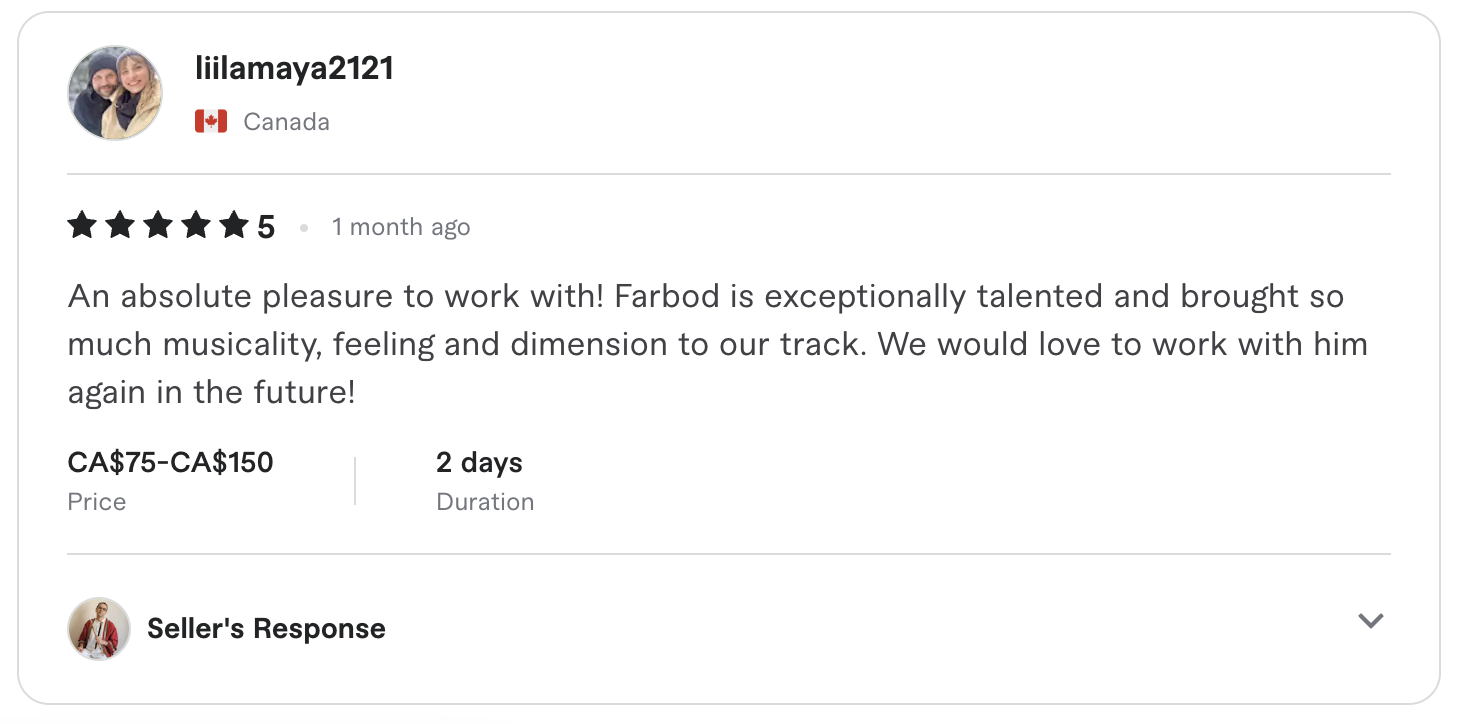 liilamaya2121
Canada
5
1 month ago
An absolute pleasure to work with! Farbod is exceptionally talented and brought so
much musicality, feeling and dimension to our track. We would love to work with him
again in the future!
CA$75-CA$150
Price
2 days
Duration
Seller's Response